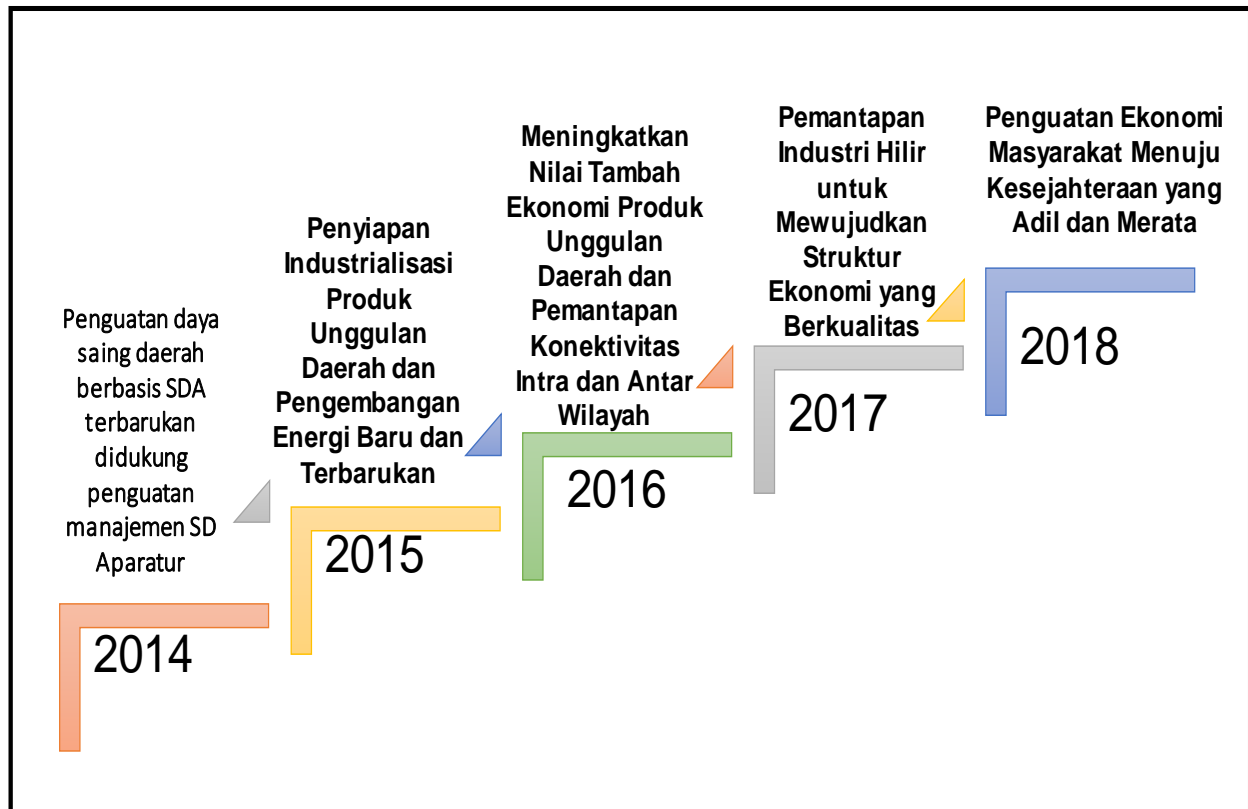 Penguatan daya
saing daerah
berbasis SDA
terbarukan
didukung
penguatan
manajemen SD
Aparatur
2014
Penyiapan
Industrialisasi
Produk
Unggulan
Daerah dan
Pengembangan
Energi Baru dan
Terbarukan
2015
Meningkatkan
Nilai Tambah
Ekonomi Produk
Unggulan
Daerah dan
Pemantapan
Konektivitas
Intra dan Antar
Wilayah
2016
Pemantapan
Industri Hilir
untuk
Mewujudkan
Struktur
Ekonomi yang
Berkualitas
2017
Penguatan Ekonomi
Masyarakat Menuju
Kesejahteraan yang
Adil dan Merata
2018